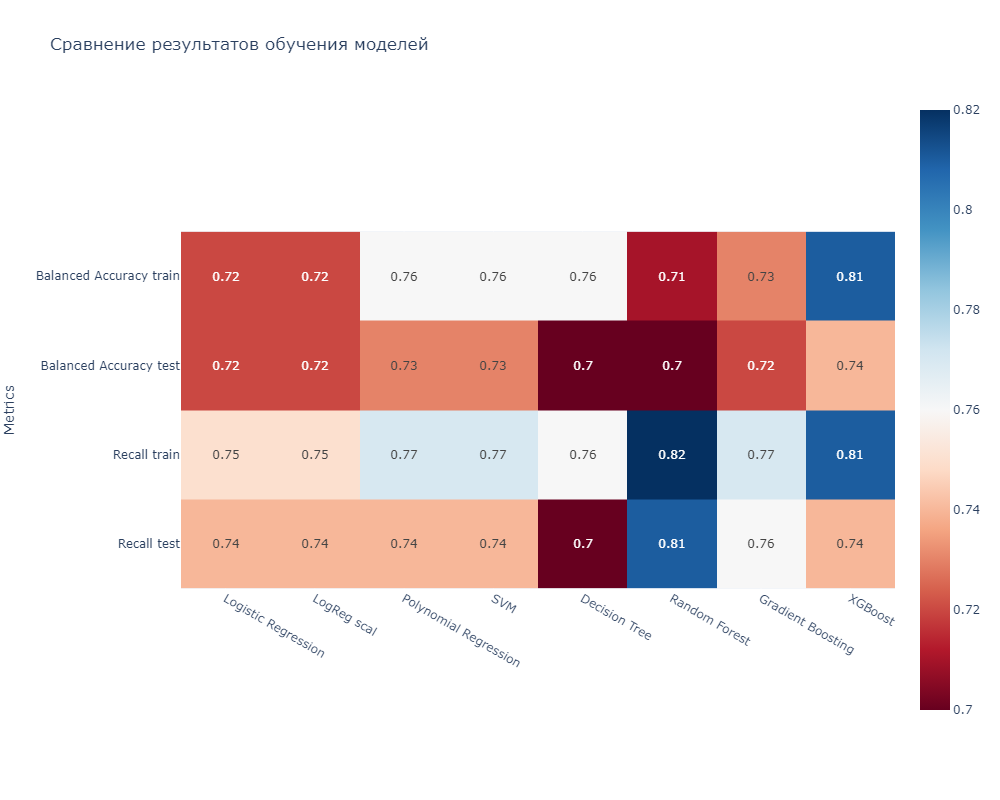 Сравнение результатов обучения моделей
Metrics
Balanced Accuracy train 0.72 0.72 0.76 0.76 0.76 0.71 0.73 0.81
Balanced Accuracy test 0.72 0.72 0.73 0.73 0.7 0.7 0.72 0.74
Recall train 0.75 0.75 0.77 0.77 0.76 0.82 0.77 0.81
Recall test 0.74 0.74 0.74 0.74 0.7 0.81 0.76 0.74
Logistic Regression
LogReg scal
Polynomial Regression
SVM
Decision Tree
Random Forest
Gradient Boosting
XGBoost
0.82
0.8
0.78
0.76
0.74
0.72
0.7